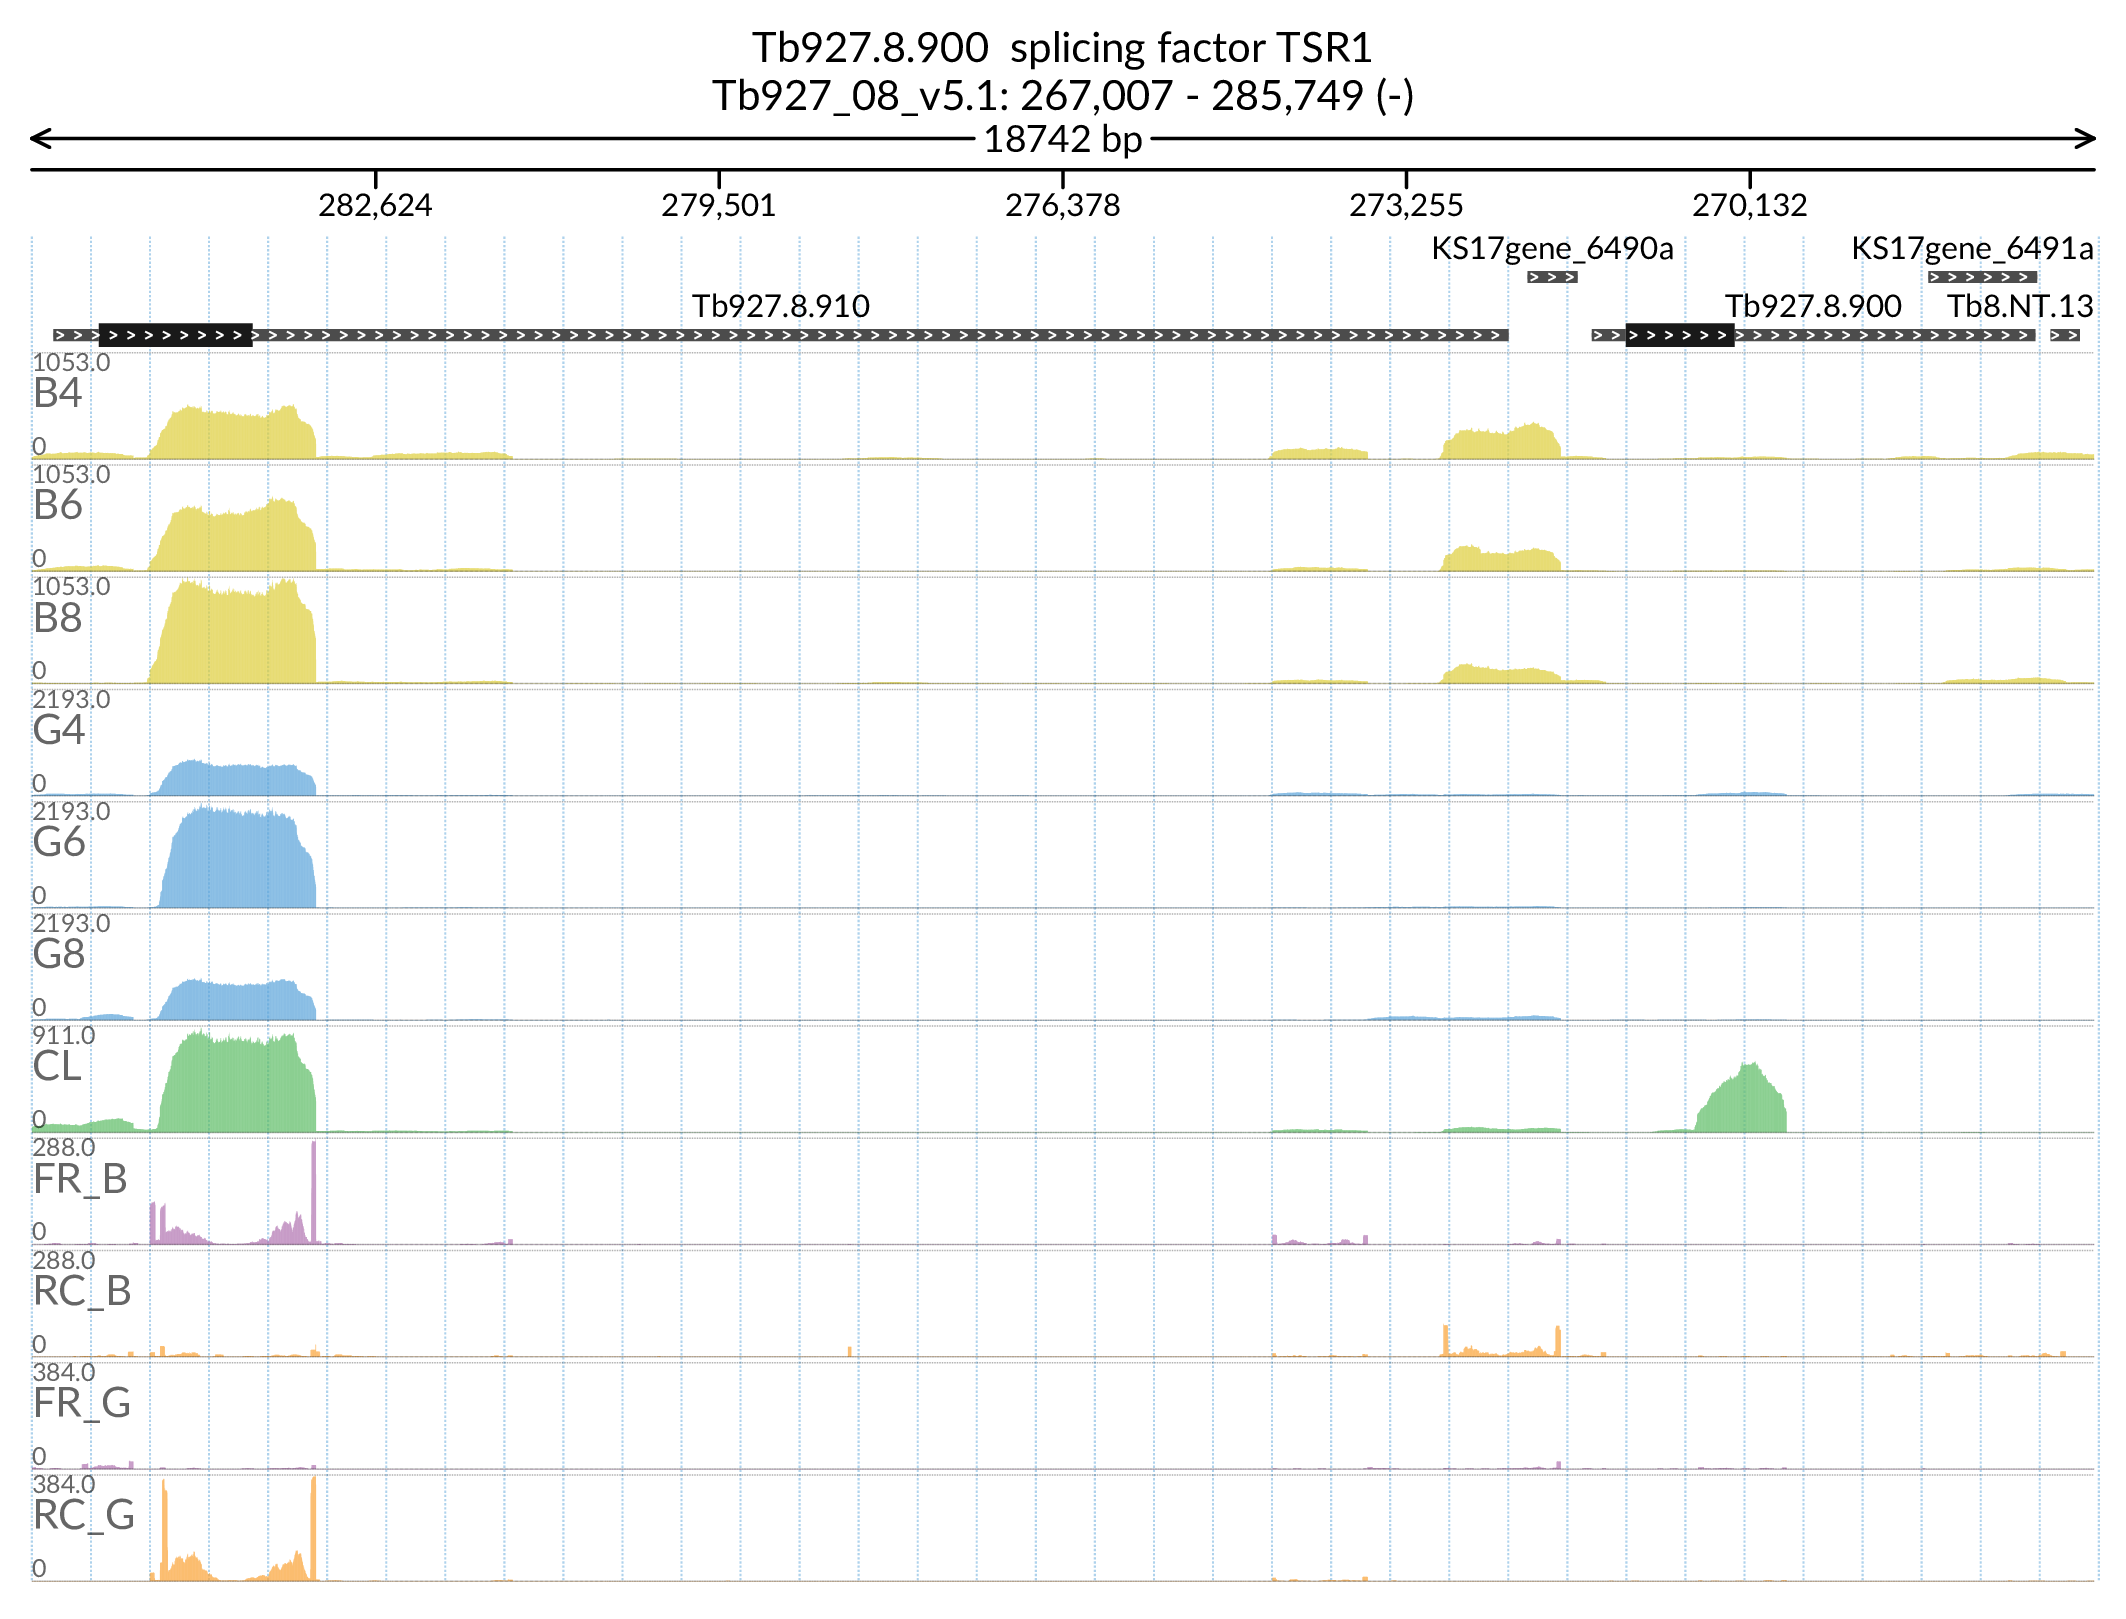 Tb927.8.900 splicing factor TSR1
Tb927_08_v5.1: 267,007 - 285,749 (-)
18742 bp
282,624 279,501 276,378 273,255 270,132
KS17gene_6490a KS17gene_6491a
Tb927.8.910 Tb927.8.900 Tb8.NT.13
1053.0
B4
0
1053.0
B6
0
1053.0
B8
0
2193.0
G4
0
2193.0
G6
0
2193.0
G8
0
911.0
CL
0
288.0
FR_B
0
288.0
RC_B
0
384.0
FR_G
0
384.0
RC_G
0